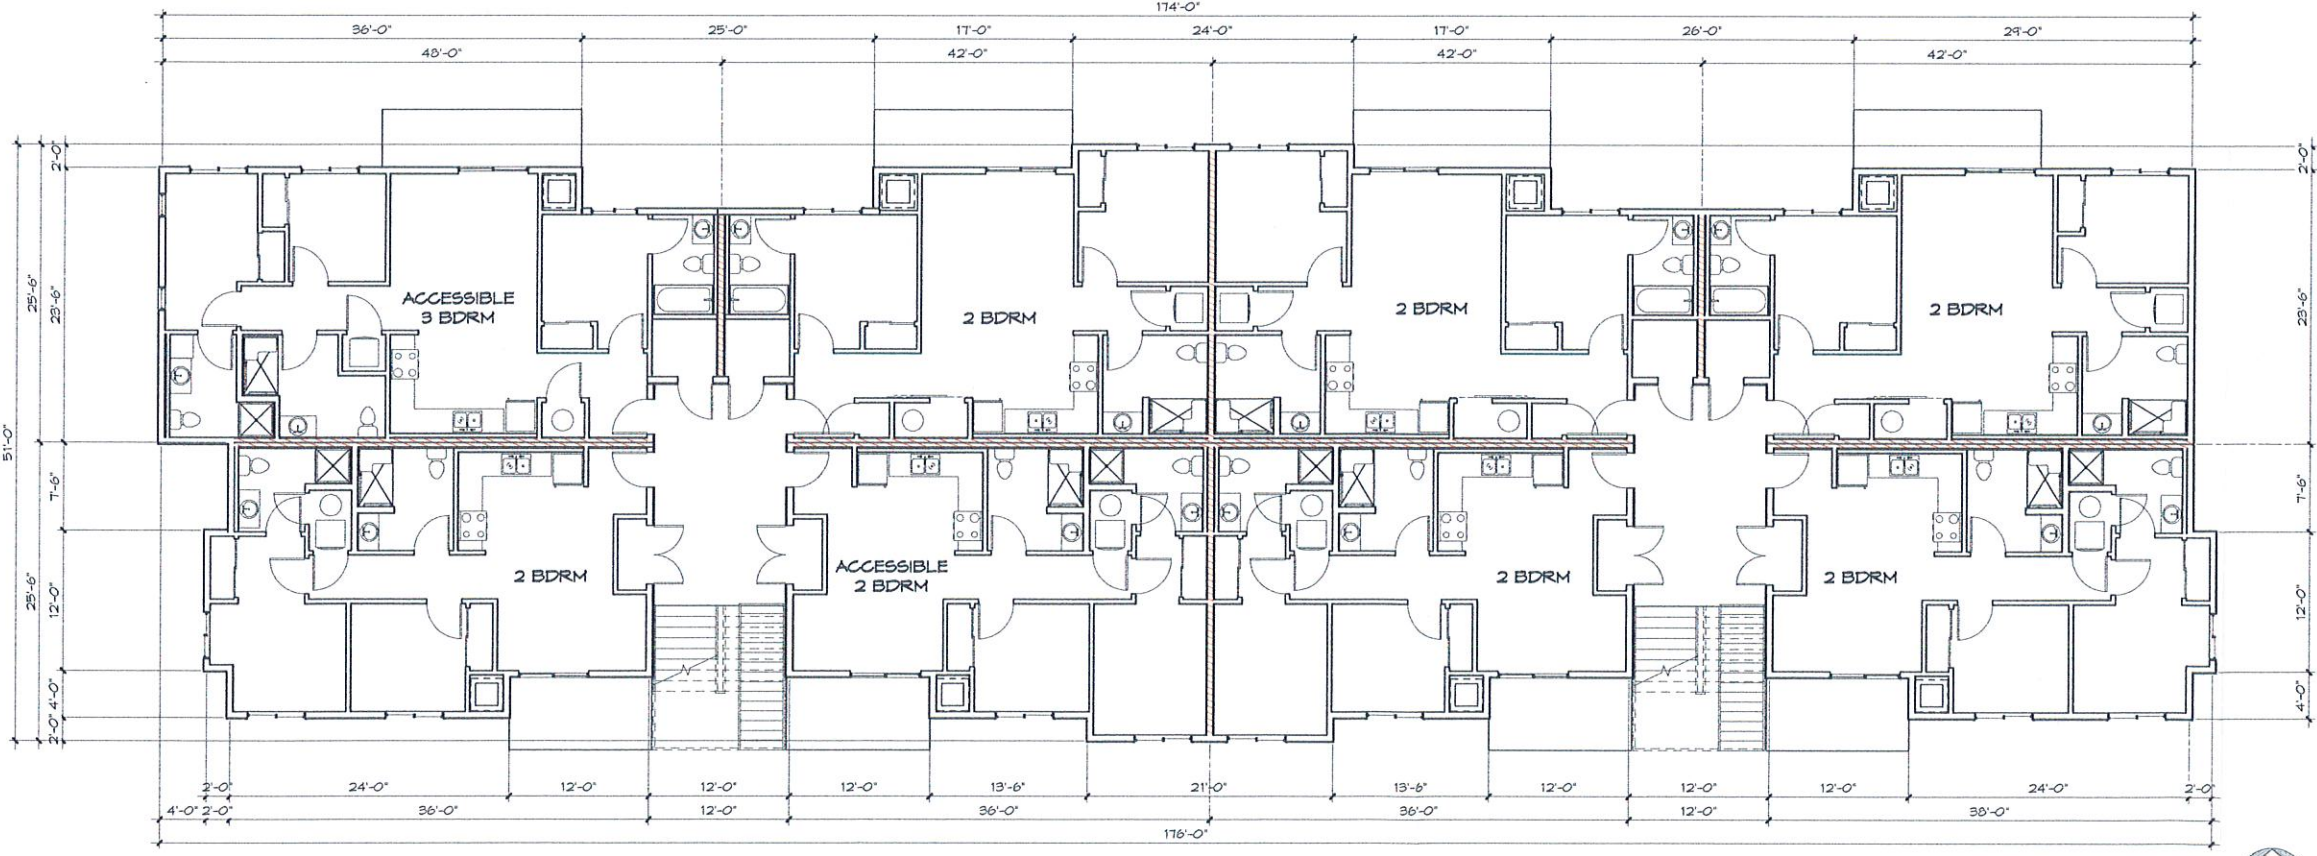 174'-0"
36'-0" 25'-0" 17'-0" 24'-0" 17'-0" 26'-0" 29'-0"
48'-0" 42'-0" 42'-0" 42'-0"
2'-0" 2'-0"
25'-6" 23'-6" 23'-6"
ACCESSIBLE
3 BDRM
2 BDRM
2 BDRM
2 BDRM
51'-0"
7'-6" 7'-6"
25'-6" 12'-0" 12'-0"
2 BDRM
ACCESSIBLE
2 BDRM
2 BDRM
2 BDRM
4'-0" 4'-0"
2'-0"
2'-0" 24'-0" 12'-0" 12'-0" 12'-0" 13'-6" 21'-0" 13'-6" 12'-0" 12'-0" 12'-0" 24'-0" 2'-0"
4'-0" 2'-0" 36'-0" 12'-0" 36'-0" 36'-0" 12'-0" 38'-0"
176'-0"